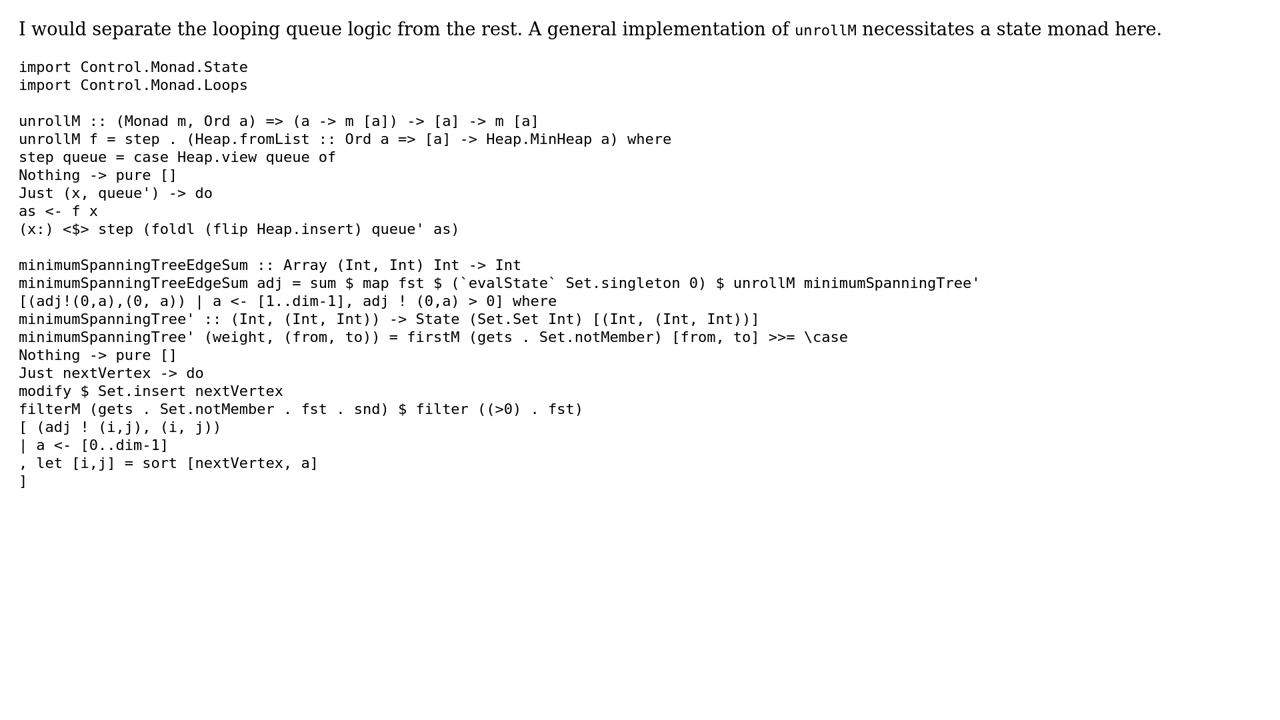 I would separate the looping queue logic from the rest. A general implementation of unrollM necessitates a state monad here.
import Control.Monad.State
import Control.Monad.Loops
unrollM :: (Monad m, Ord a) => (a -> m [a]) -> [a] -> m [a]
unrollM f = step . (Heap.fromList :: Ord a => [a] -> Heap.MinHeap a) where
step queue = case Heap.view queue of
Nothing -> pure []
Just (x, queue') -> do
as <- f x
(x:) <$> step (foldl (flip Heap.insert) queue' as)
minimumSpanningTreeEdgeSum :: Array (Int, Int) Int -> Int
minimumSpanningTreeEdgeSum adj = sum $ map fst $ (`evalState` Set.singleton 0) $ unrollM minimumSpanningTree'
[(adj!(0,a),(0, a)) | a <- [1..dim-1], adj ! (0,a) > 0] where
minimumSpanningTree' :: (Int, (Int, Int)) -> State (Set.Set Int) [(Int, (Int, Int))]
minimumSpanningTree' (weight, (from, to)) = firstM (gets . Set.notMember) [from, to] >>= \case
Nothing -> pure []
Just nextVertex -> do
modify $ Set.insert nextVertex
filterM (gets . Set.notMember . fst . snd) $ filter ((>0) . fst)
[ (adj ! (i,j), (i, j))
| a <- [0..dim-1]
, let [i,j] = sort [nextVertex, a]
]